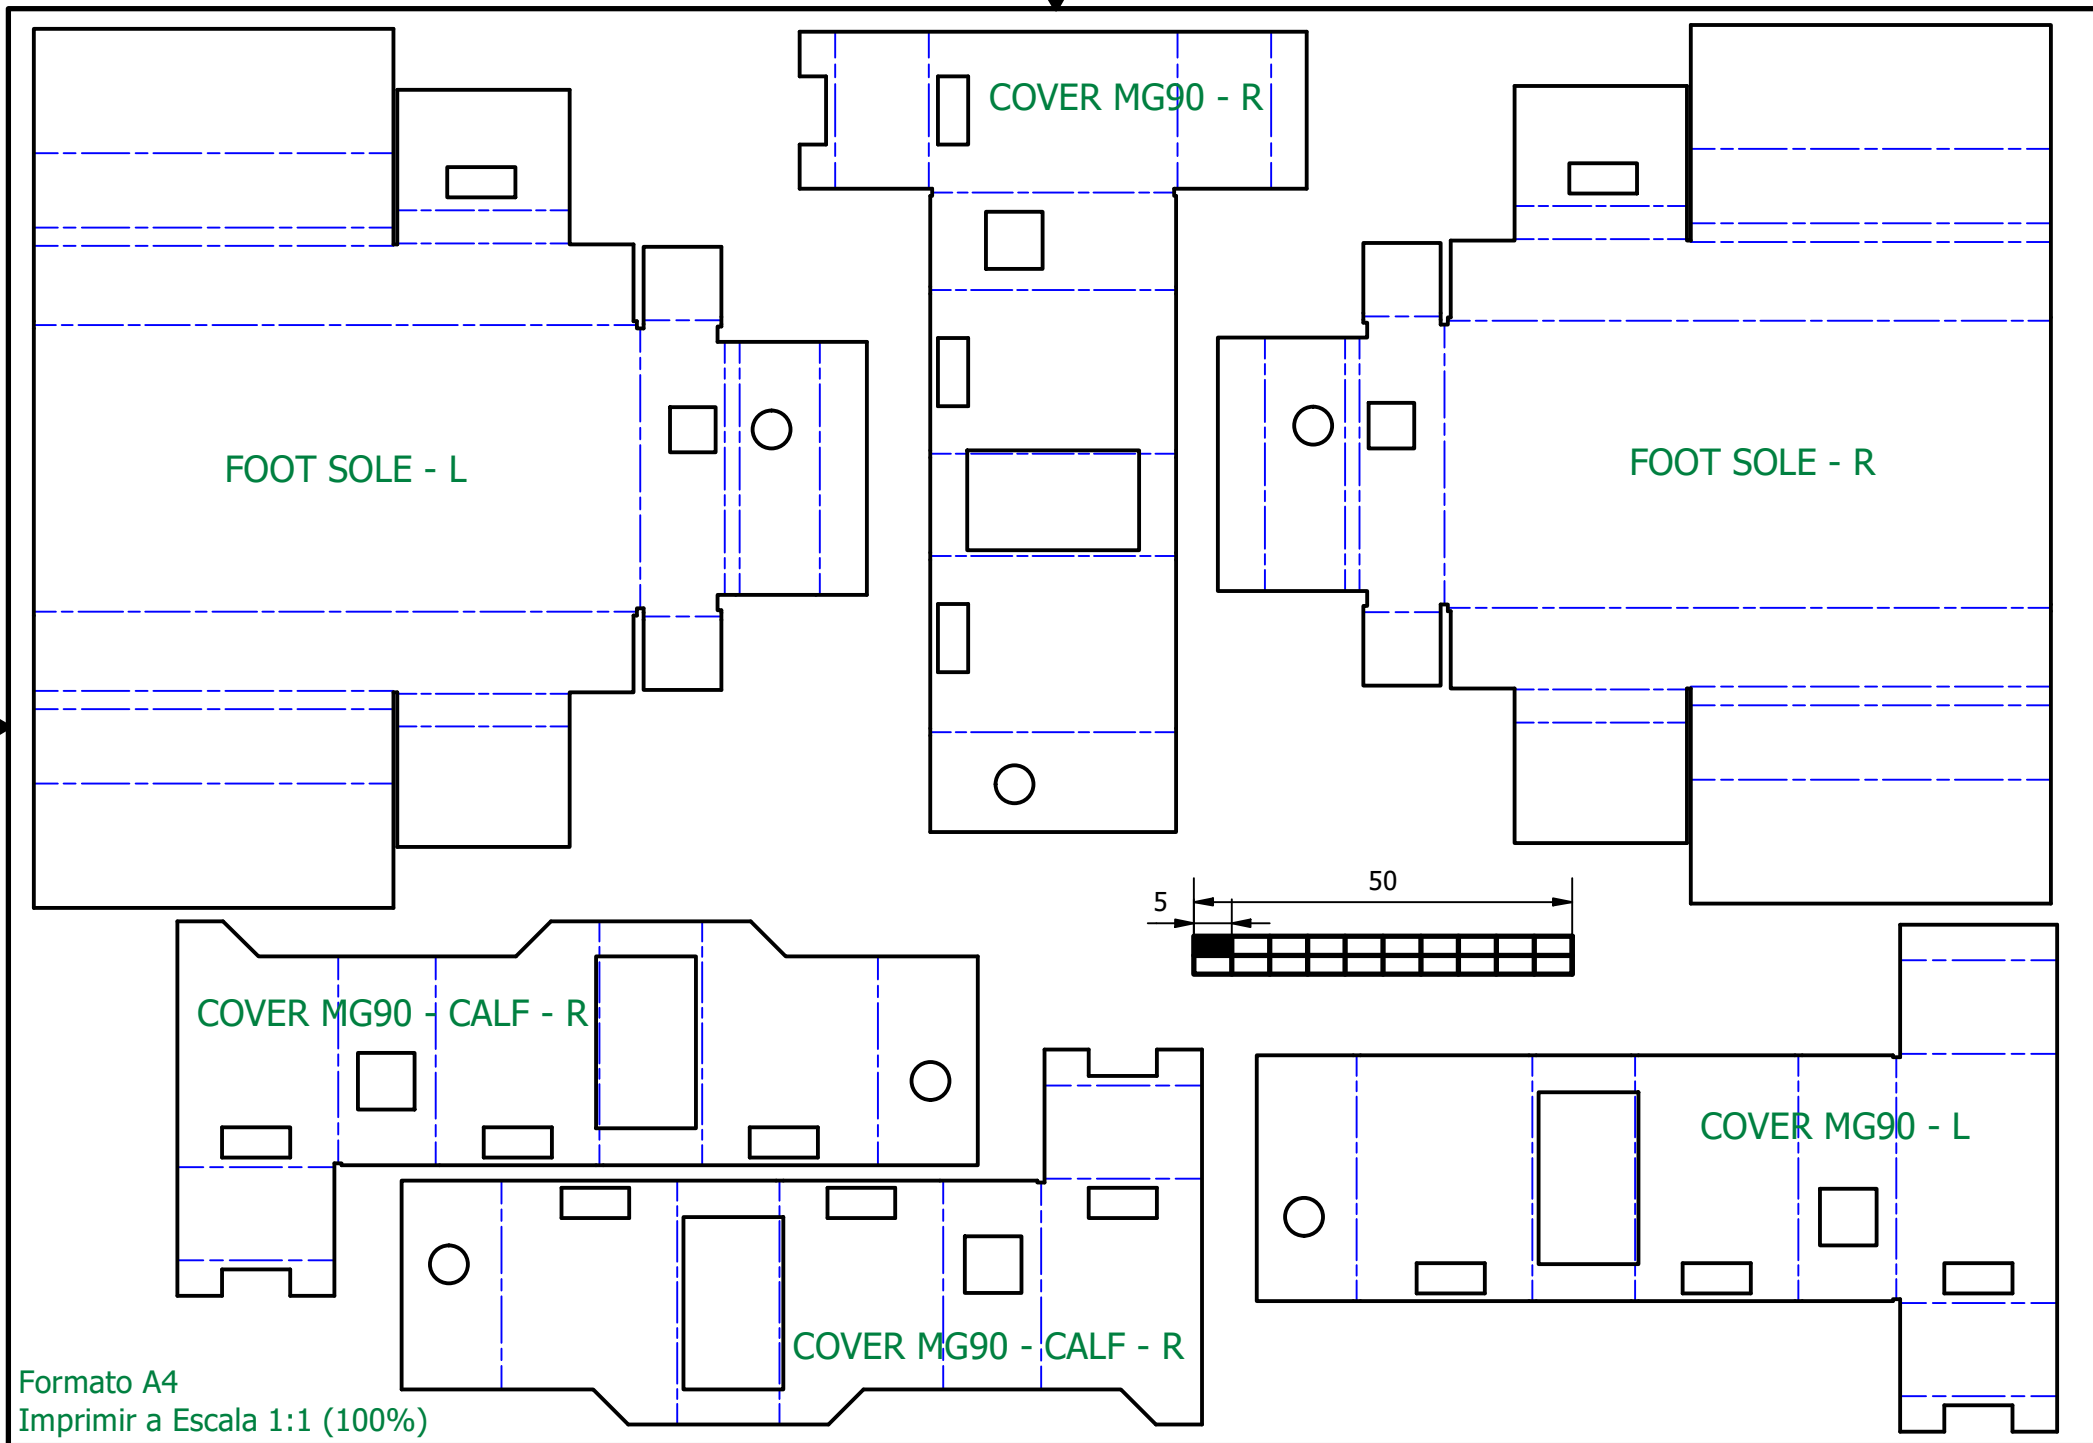 COVER MG90 - R
FOOT SOLE - L
FOOT SOLE - R
50
5
COVER MG90 - CALF - R
COVER MG90 - L
COVER MG90 - CALF - R
Formato A4
Imprimir a Escala 1:1 (100%)